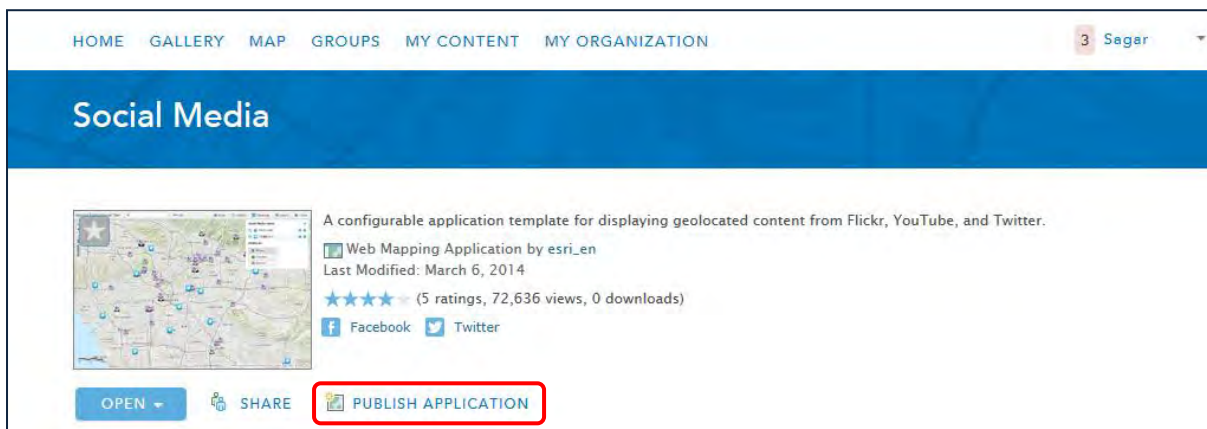 HOME GALLERY MAP GROUPS MY CONTENT MY ORGANIZATION 3 Sagar
Social Media
A configurable application template for displaying geolocated content from Flickr, YouTube, and Twitter.
Web Mapping Application by esri_en
Last Modified: March 6, 2014
(5 ratings, 72,636 views, 0 downloads)
Facebook Twitter
OPEN SHARE PUBLISH APPLICATION